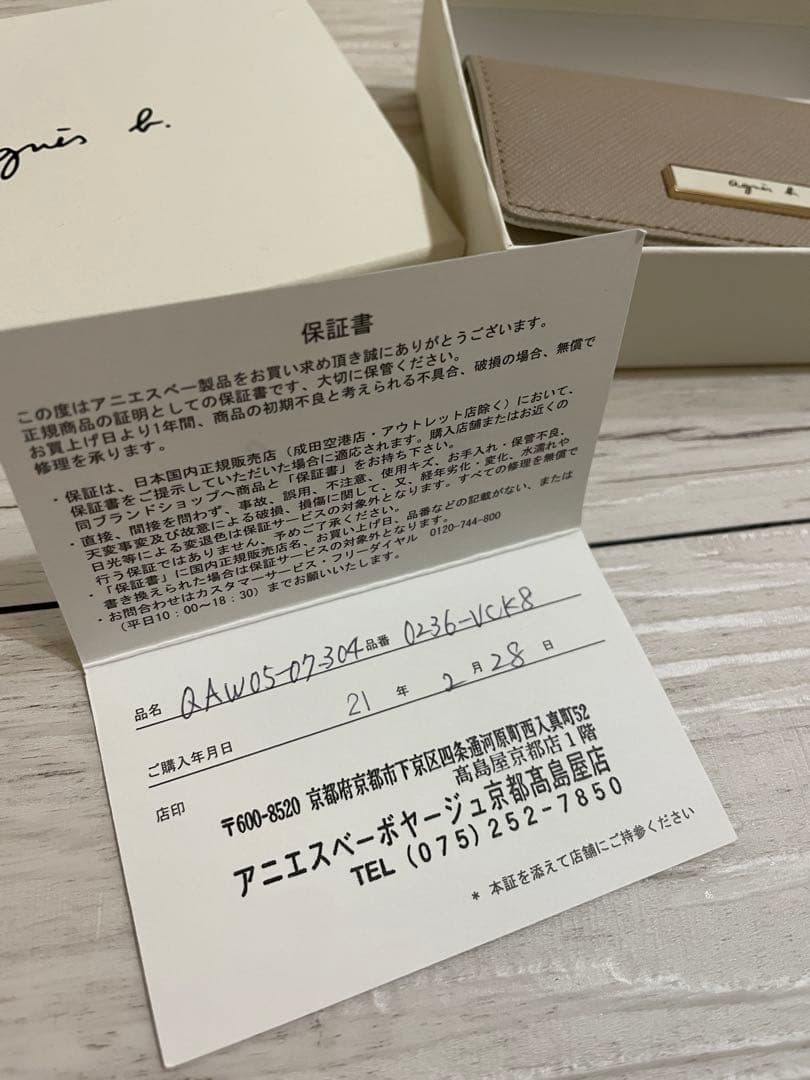 agnès b.
agnès b.
保証書
この度はアニエスベー製品をお買い求め頂き誠にありがとうございます。
正規商品の証明としての保証書です、大切に保管ください。
お買上げ日より1年間、商品の初期不良と考えられる不具合、破損の場合、無償で
修理を承ります。
・保証は、日本国内正規販売店（成田空港店・アウトレット店除く）において、
保証書をご提示していただいた場合に適応されます。購入店舗またはお近くの
同ブランドショップへ商品と「保証書」をお持ち下さい。
・直接、間接を問わず、事故、誤用、不注意、使用キズ、お手入れ・保管不良、
天変事変及び故意による破損、損傷に関して、又、経年劣化・変化、水濡れや
日光等による変退色は保証サービスの対象外となります。すべての修理を無償で
行う保証ではありません、予めご了承ください。
・「保証書」に国内正規販売店名、お買い上げ日、品番などの記載がない、または
書き換えられた場合は保証サービスの対象外となります。
・お問合わせはカスタマーサービス・フリーダイヤル 0120-744-800
（平日10：00〜18：30）までお願いいたします。
品名 QAW05-07-304 品番 0236-VCK8
ご購入年月日 21 年 2 月 28 日
店印
〒600-8520 京都府京都市下京区四条通河原町西入真町52
髙島屋京都店1階
アニエスベーボヤージュ京都髙島屋店
TEL (075) 252-7850
* 本証を添えて店舗にご持参ください